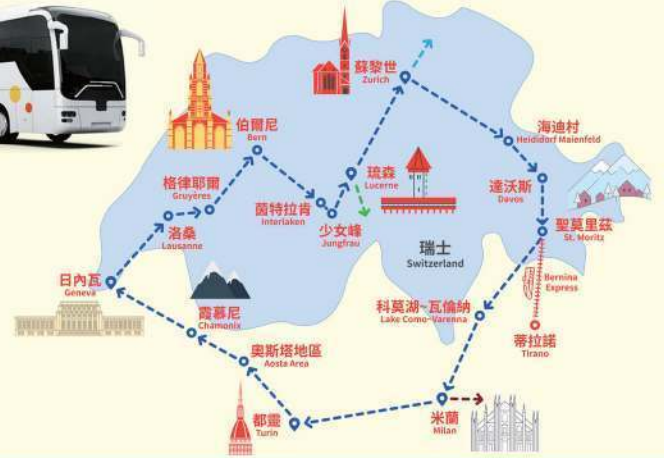 蘇黎世
Zurich
伯爾尼
Bern
海迪村
Heididorf Maienfeld
琉森
Lucerne
格律耶爾
Gruyères
達沃斯
Davos
茵特拉肯
Interlaken
少女峰
Jungfrau
洛桑
Lausanne
聖莫里茲
St. Moritz
瑞士
Switzerland
日內瓦
Geneva
Bernina
Express
霞慕尼
Chamonix
科莫湖~瓦倫納
Lake Como-Varenna
蒂拉諾
Tirano
奧斯塔地區
Aosta Area
都靈
Turin
米蘭
Milan